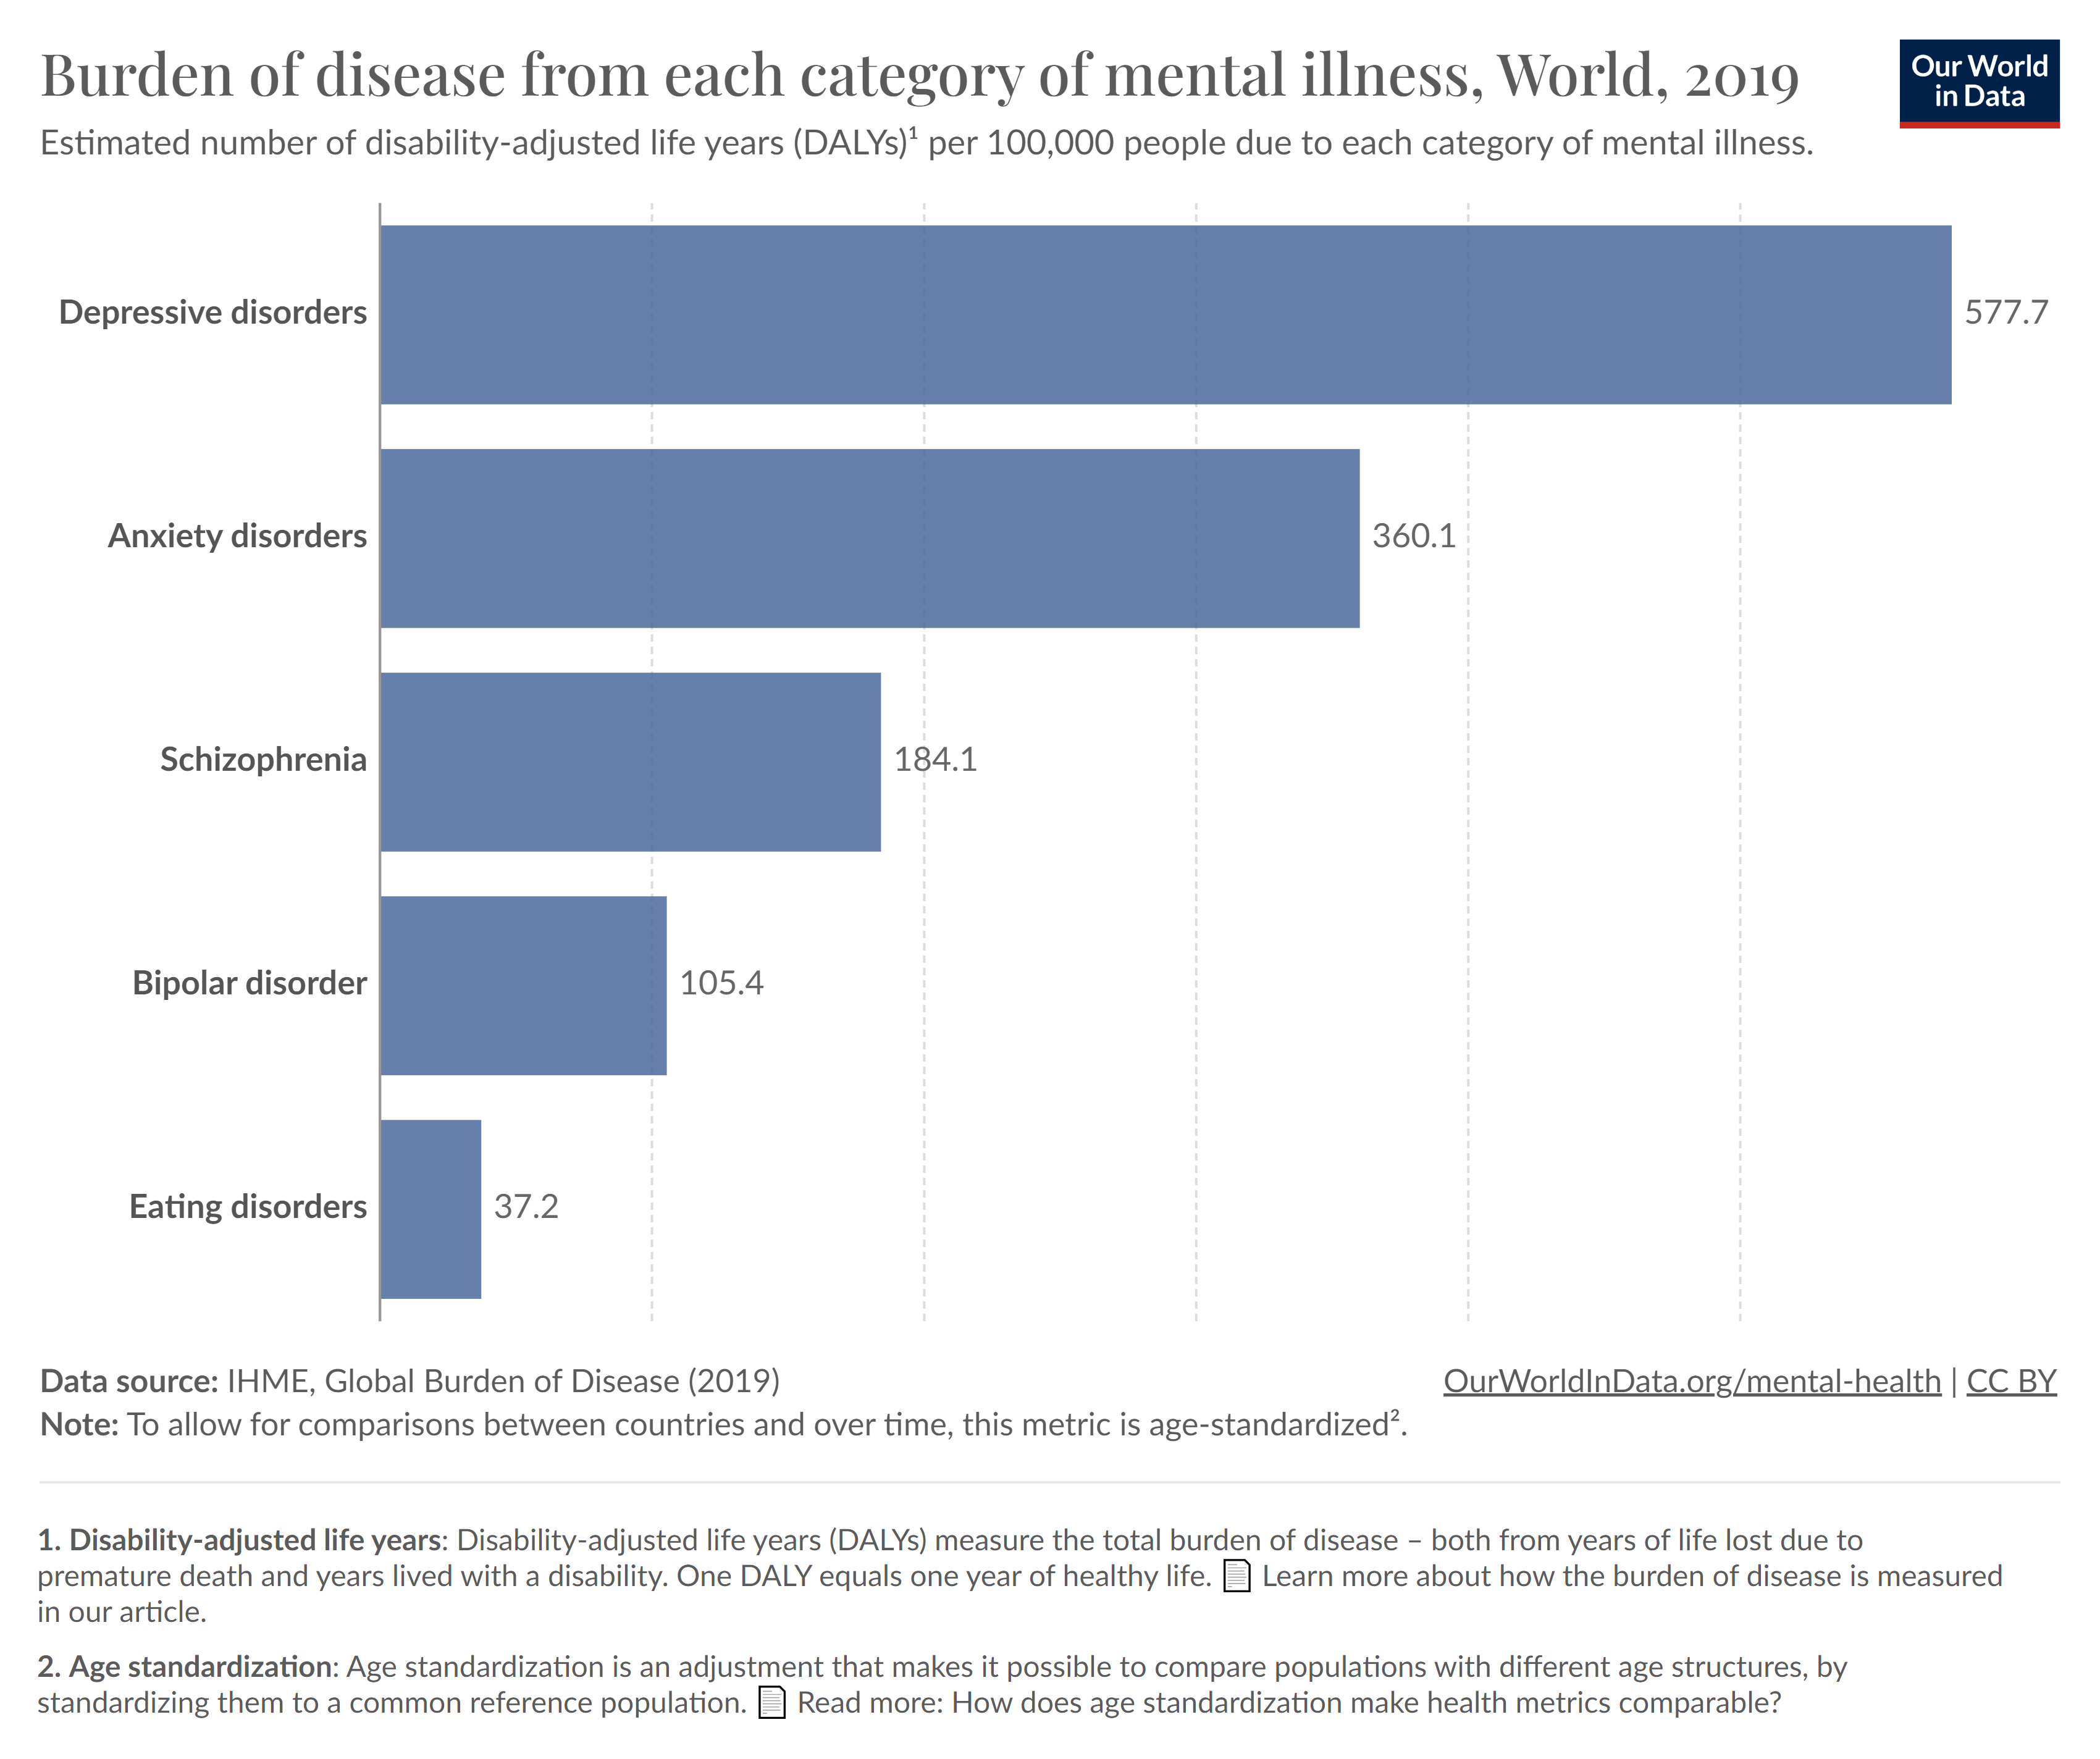 Burden of disease from each category of mental illness, World, 2019
Our World
in Data
Estimated number of disability-adjusted life years (DALYs)¹ per 100,000 people due to each category of mental illness.
Depressive disorders 577.7
Anxiety disorders 360.1
Schizophrenia 184.1
Bipolar disorder 105.4
Eating disorders 37.2
Data source: IHME, Global Burden of Disease (2019)
OurWorldInData.org/mental-health | CC BY
Note: To allow for comparisons between countries and over time, this metric is age-standardized².
1. Disability-adjusted life years: Disability-adjusted life years (DALYs) measure the total burden of disease – both from years of life lost due to
premature death and years lived with a disability. One DALY equals one year of healthy life. Learn more about how the burden of disease is measured
in our article.
2. Age standardization: Age standardization is an adjustment that makes it possible to compare populations with different age structures, by
standardizing them to a common reference population. Read more: How does age standardization make health metrics comparable?